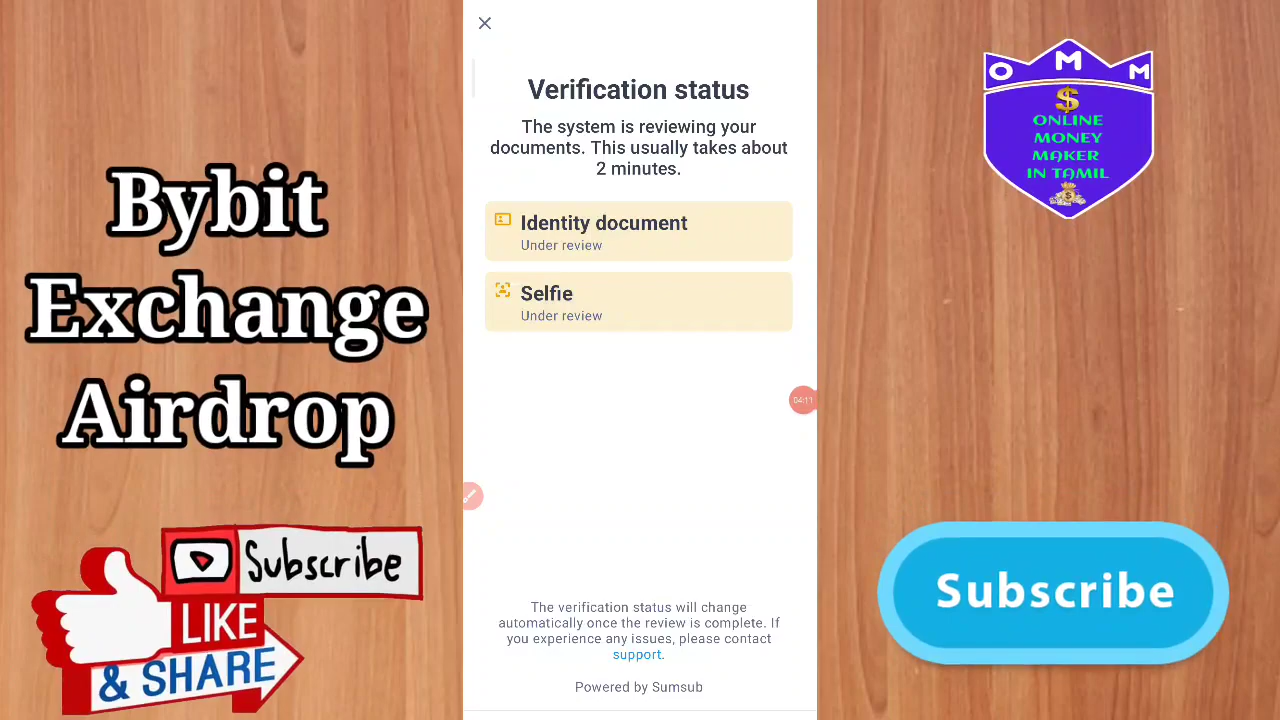 Bybit
Exchange
Airdrop
Subscribe
LIKE
& SHARE
Verification status
The system is reviewing your
documents. This usually takes about
2 minutes.
Identity document
Under review
Selfie
Under review
04:11
The verification status will change
automatically once the review is complete. If
you experience any issues, please contact
support.
Powered by Sumsub
O M M
ONLINE
MONEY
MAKER
IN TAMIL
Subscribe